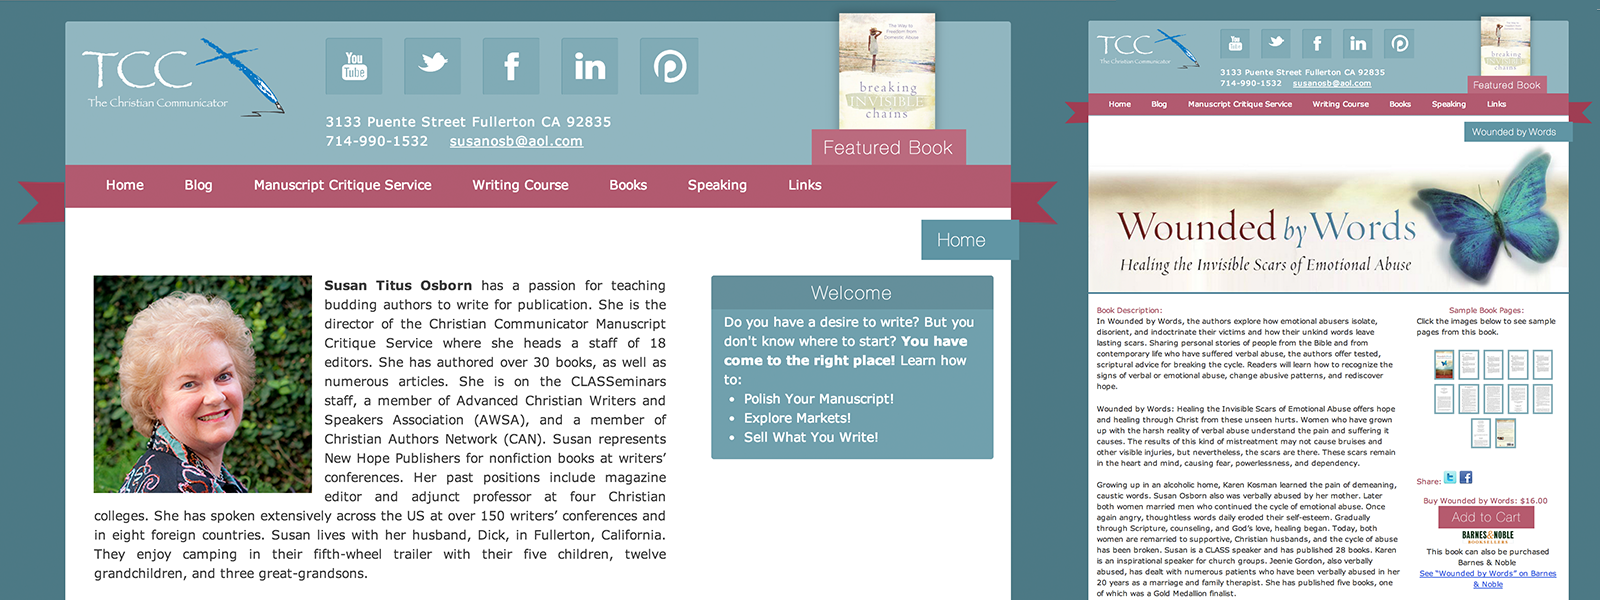 TCC
The Christian Communicator
You
Tube
in
3133 Puente Street Fullerton CA 92835
714-990-1532 susanosb@aol.com
The Way to
Freedom from
Domestic Abuse
breaking
INVISIBLE
chains
Featured Book
Home Blog Manuscript Critique Service Writing Course Books Speaking Links
Home
Susan Titus Osborn has a passion for teaching
budding authors to write for publication. She is the
director of the Christian Communicator Manuscript
Critique Service where she heads a staff of 18
editors. She has authored over 30 books, as well as
numerous articles. She is on the CLASSeminars
staff, a member of Advanced Christian Writers and
Speakers Association (AWSA), and a member of
Christian Authors Network (CAN). Susan represents
New Hope Publishers for nonfiction books at writers’
conferences. Her past positions include magazine
editor and adjunct professor at four Christian
colleges. She has spoken extensively across the US at over 150 writers’ conferences and
in eight foreign countries. Susan lives with her husband, Dick, in Fullerton, California.
They enjoy camping in their fifth-wheel trailer with their five children, twelve
grandchildren, and three great-grandsons.
Welcome
Do you have a desire to write? But you
don't know where to start? You have
come to the right place! Learn how
to:
• Polish Your Manuscript!
• Explore Markets!
• Sell What You Write!
TCC
The Christian Communicator
You
Tube
in
3133 Puente Street Fullerton CA 92835
714-990-1532 susanosb@aol.com
breaking
INVISIBLE
chains
Featured Book
Home Blog Manuscript Critique Service Writing Course Books Speaking Links
Wounded by Words
Wounded by Words
Healing the Invisible Scars of Emotional Abuse
Book Description:
In Wounded by Words, the authors explore how emotional abusers isolate,
disorient, and indoctrinate their victims and how their unkind words leave
lasting scars. Sharing personal stories of people from the Bible and from
contemporary life who have suffered verbal abuse, the authors offer tested,
scriptural advice for breaking the cycle. Readers will learn how to recognize the
signs of verbal or emotional abuse, change abusive patterns, and rediscover
hope.
Wounded by Words: Healing the Invisible Scars of Emotional Abuse offers hope
and healing through Christ from these unseen hurts. Women who have grown
up with the harsh reality of verbal abuse understand the pain and suffering it
causes. The results of this kind of mistreatment may not cause bruises and
other visible injuries, but nevertheless, the scars are there. These scars remain
in the heart and mind, causing fear, powerlessness, and dependency.
Growing up in an alcoholic home, Karen Kosman learned the pain of demeaning,
caustic words. Susan Osborn also was verbally abused by her mother. Later
both women married men who continued the cycle of emotional abuse. Once
again angry, thoughtless words daily eroded their self-esteem. Gradually
through Scripture, counseling, and God's love, healing began. Today, both
women are remarried to supportive, Christian husbands, and the cycle of abuse
has been broken. Susan is a CLASS speaker and has published 28 books. Karen
is an inspirational speaker for church groups. Jeenie Gordon, also verbally
abused, has dealt with numerous patients who have been verbally abused in her
20 years as a marriage and family therapist. She has published five books, one
of which was a Gold Medallion finalist.
Sample Book Pages:
Click the images below to see sample
pages from this book.
Share:
Buy Wounded by Words: $16.00
Add to Cart
BARNES&NOBLE
BOOKSELLERS
This book can also be purchased
Barnes & Noble
See "Wounded by Words" on Barnes
& Noble